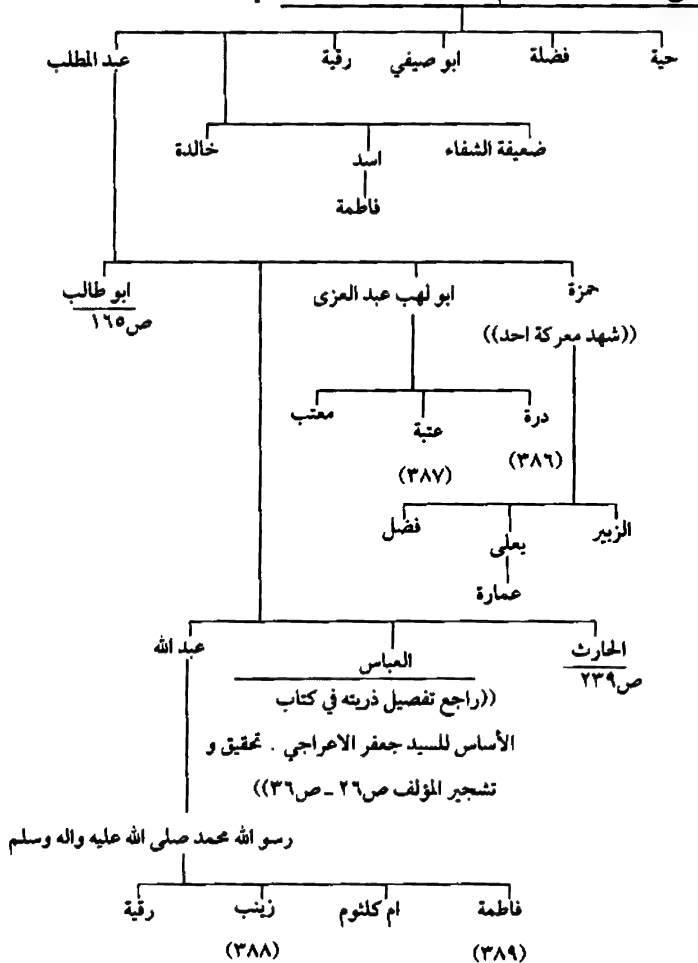 حية فضلة ابو صيفي رقية عبد المطلب
ضعيفة الشفاء اسد خالدة
فاطمة
حمزة ابو لهب عبد العزى ابو طالب
((شهد معركة احد)) ص١٦٥
درة عتبة معتب
(٣٨٦) (٣٨٧)
الزبير يعلى فضل
عمارة
الحارث العباس عبد الله
ص٢٣٩
((راجع تفصيل ذريته في كتاب
الأساس للسيد جعفر الاعراجي . تحقيق و
تشجير المؤلف ص٢٦ - ص٣٦))
رسو الله محمد صلى الله عليه واله وسلم
فاطمة ام كلثوم زينب رقية
(٣٨٩) (٣٨٨)